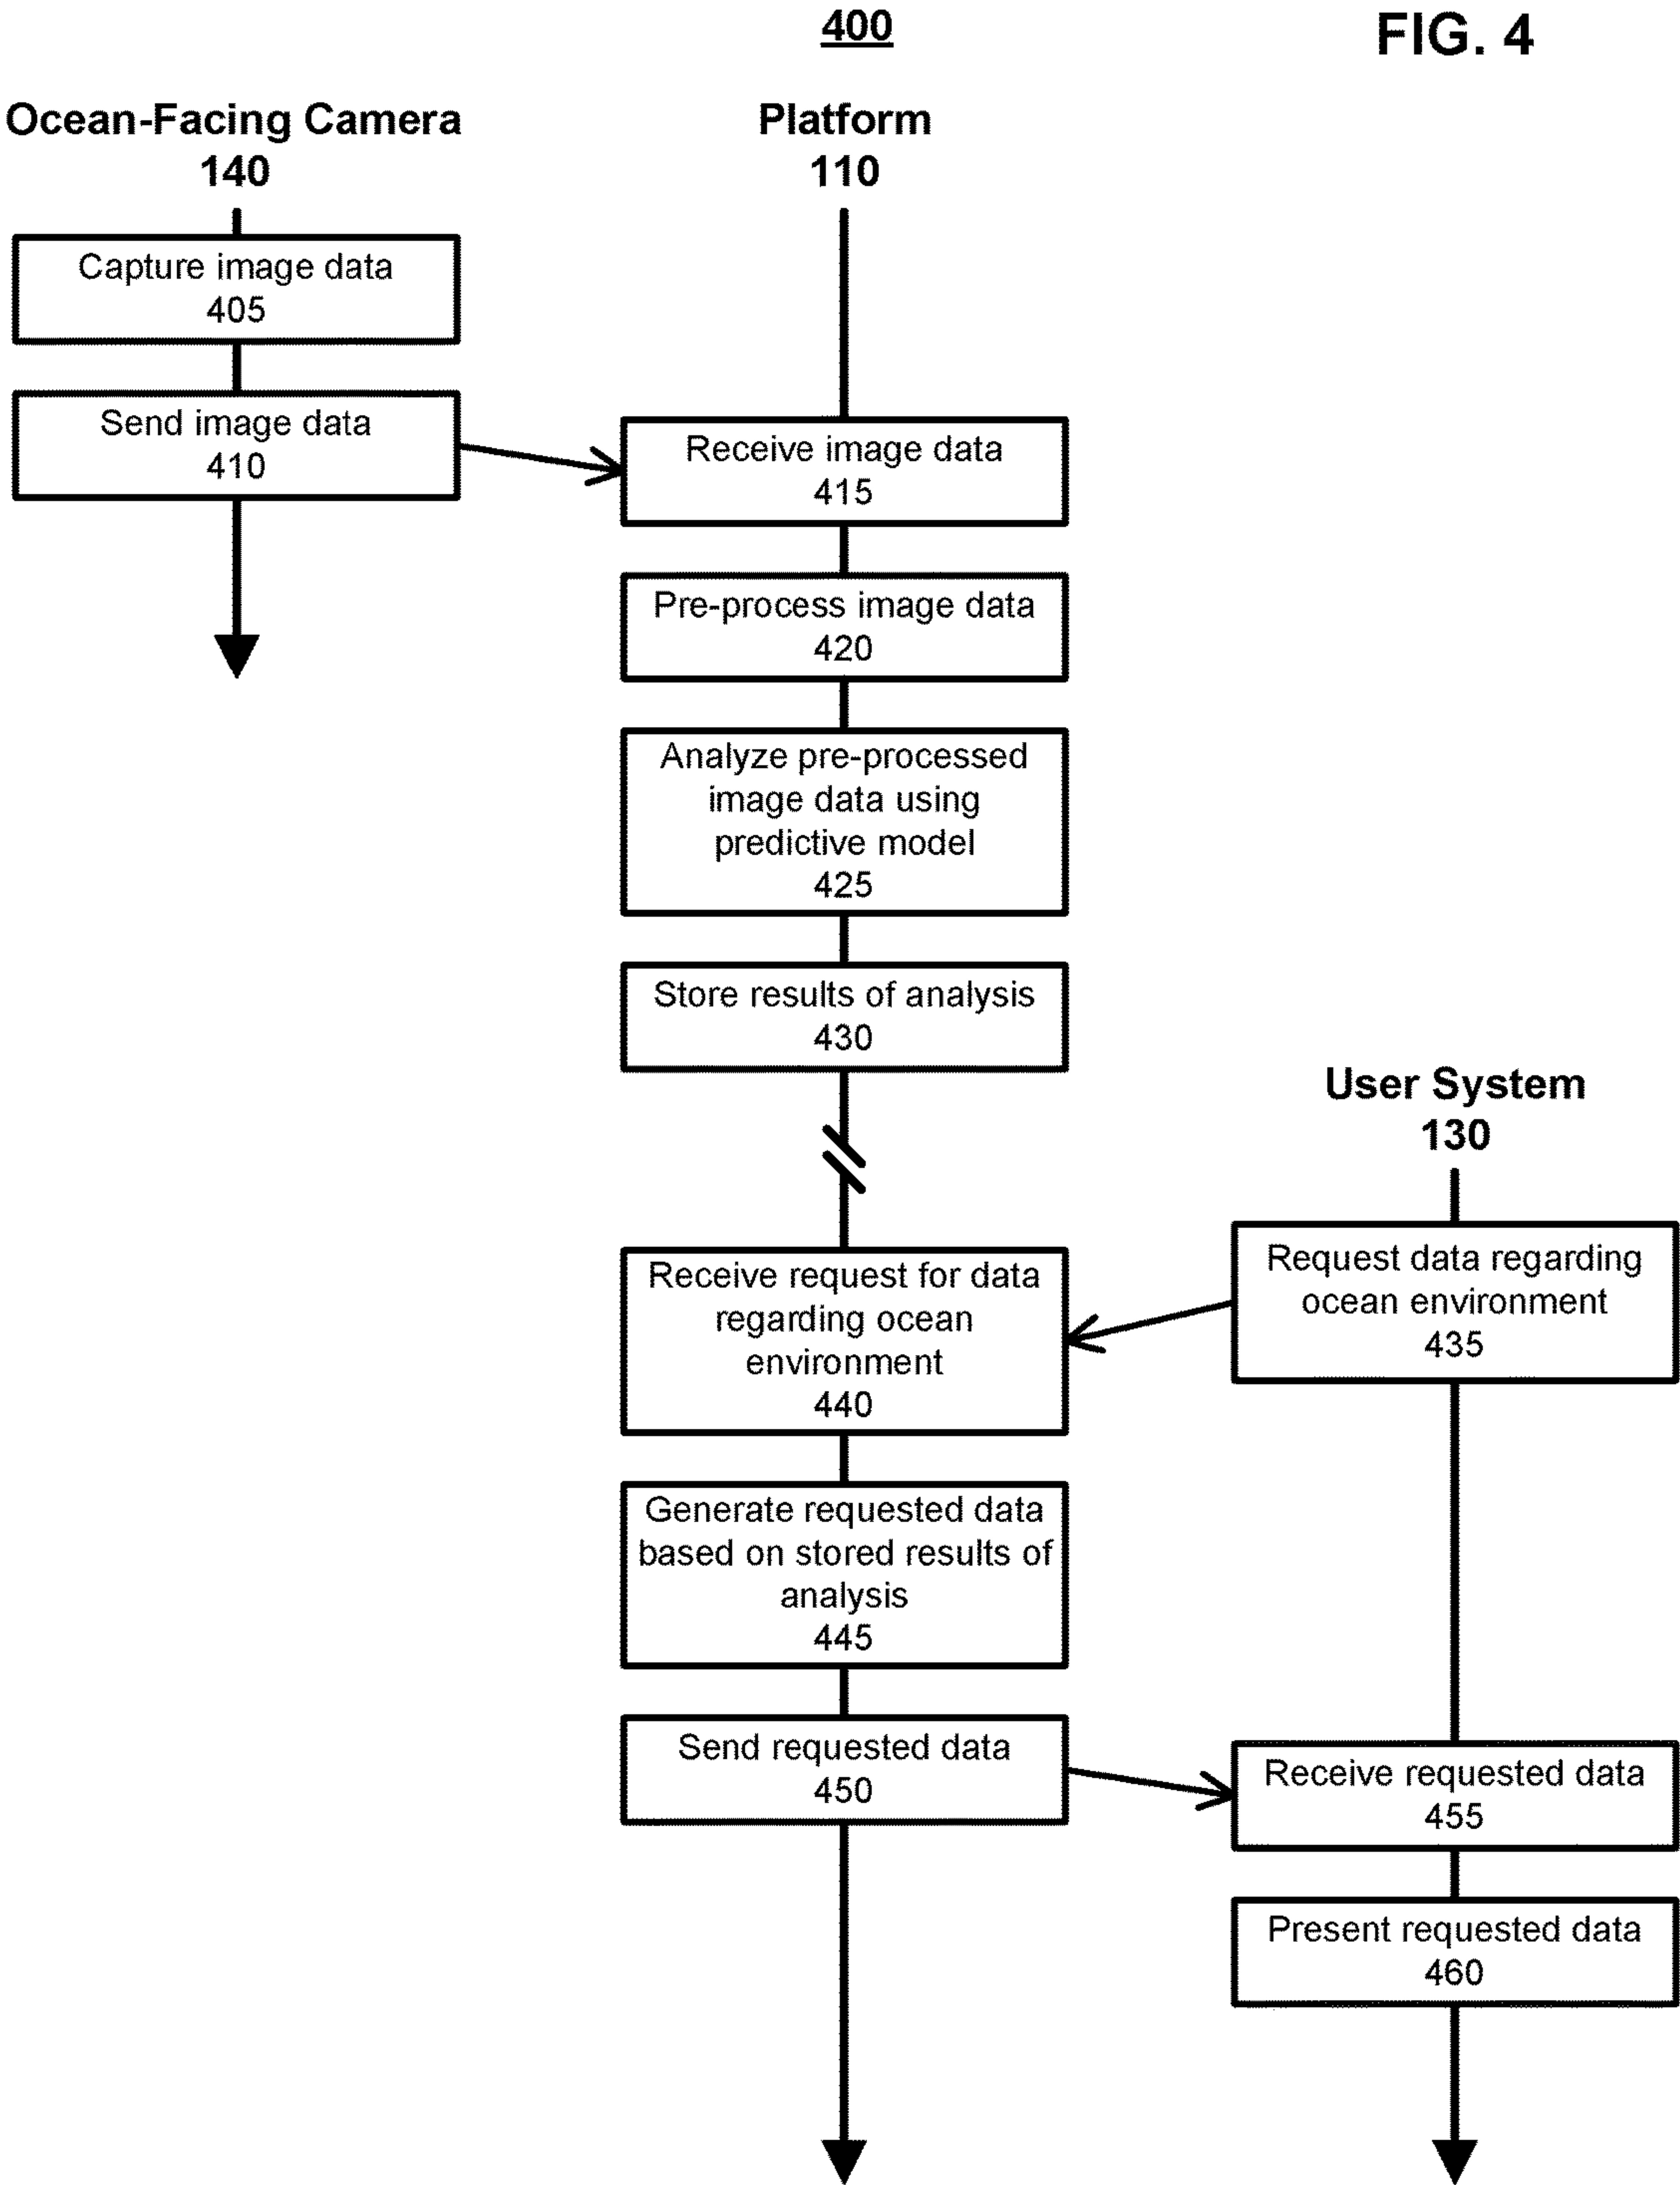 400
FIG. 4
Ocean-Facing Camera
140
Platform
110
Capture image data
405
Send image data
410
Receive image data
415
Pre-process image data
420
Analyze pre-processed
image data using
predictive model
425
Store results of analysis
430
User System
130
Request data regarding
ocean environment
435
Receive request for data
regarding ocean
environment
440
Generate requested data
based on stored results of
analysis
445
Send requested data
450
Receive requested data
455
Present requested data
460